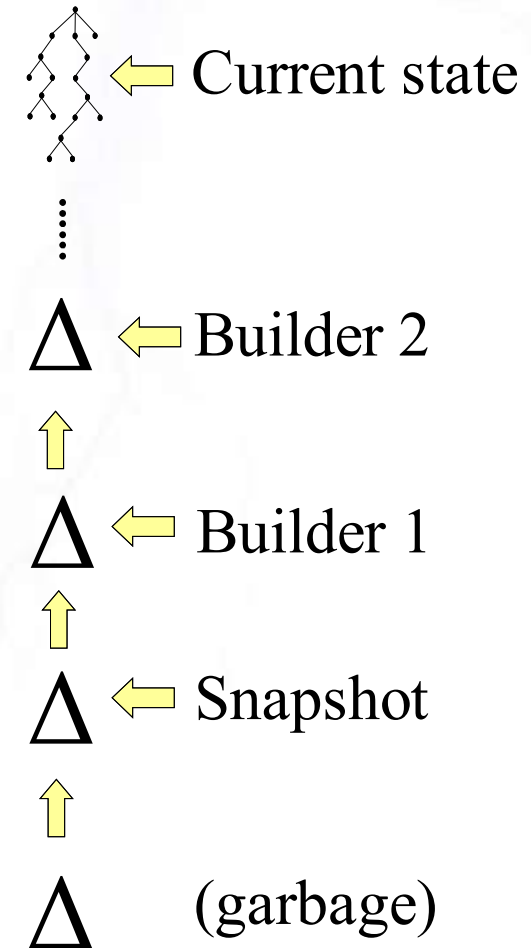 Current state
Δ Builder 2
Δ Builder 1
Δ Snapshot
Δ (garbage)